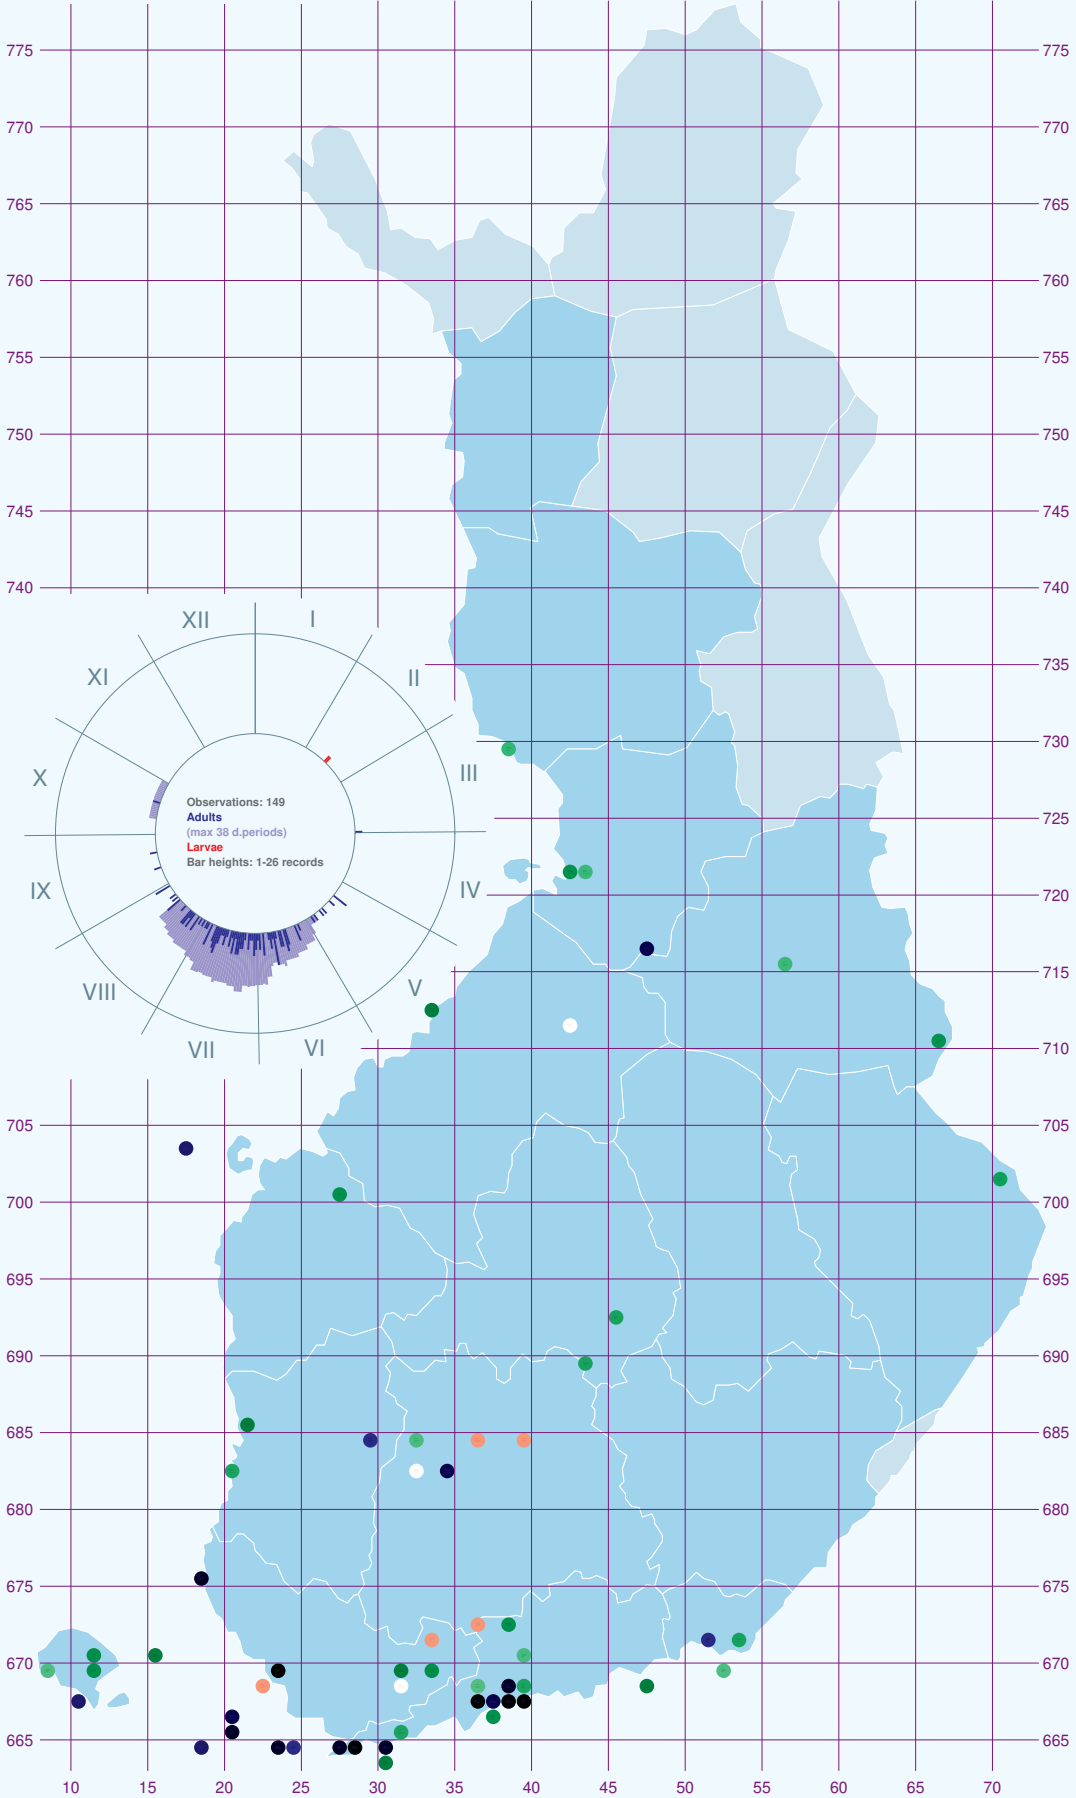 775 775
770 770
765 765
760 760
755 755
750 750
745 745
740 740
XII I
XI II
735 735
730 730
X III
Observations: 149
Adults
(max 38 d.periods)
Larvae
Bar heights: 1-26 records
725 725
IX IV
720 720
VIII V
715 715
VII VI
710 710
705 705
700 700
695 695
690 690
685 685
680 680
675 675
670 670
665 665
10 15 20 25 30 35 40 45 50 55 60 65 70